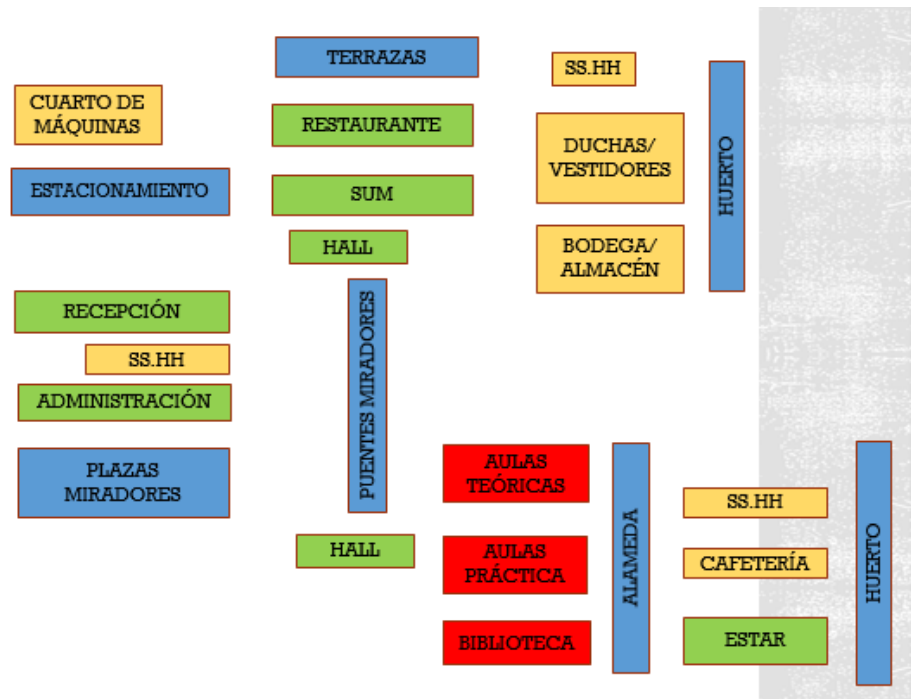 CUARTO DE
MÁQUINAS
ESTACIONAMIENTO
RECEPCIÓN
SS.HH
ADMINISTRACIÓN
PLAZAS
MIRADORES
TERRAZAS
RESTAURANTE
SUM
HALL
PUENTES MIRADORES
HALL
SS.HH
DUCHAS/
VESTIDORES
BODEGA/
ALMACÉN
HUERTO
AULAS
TEÓRICAS
AULAS
PRÁCTICA
BIBLIOTECA
ALAMEDA
SS.HH
CAFETERÍA
ESTAR
HUERTO